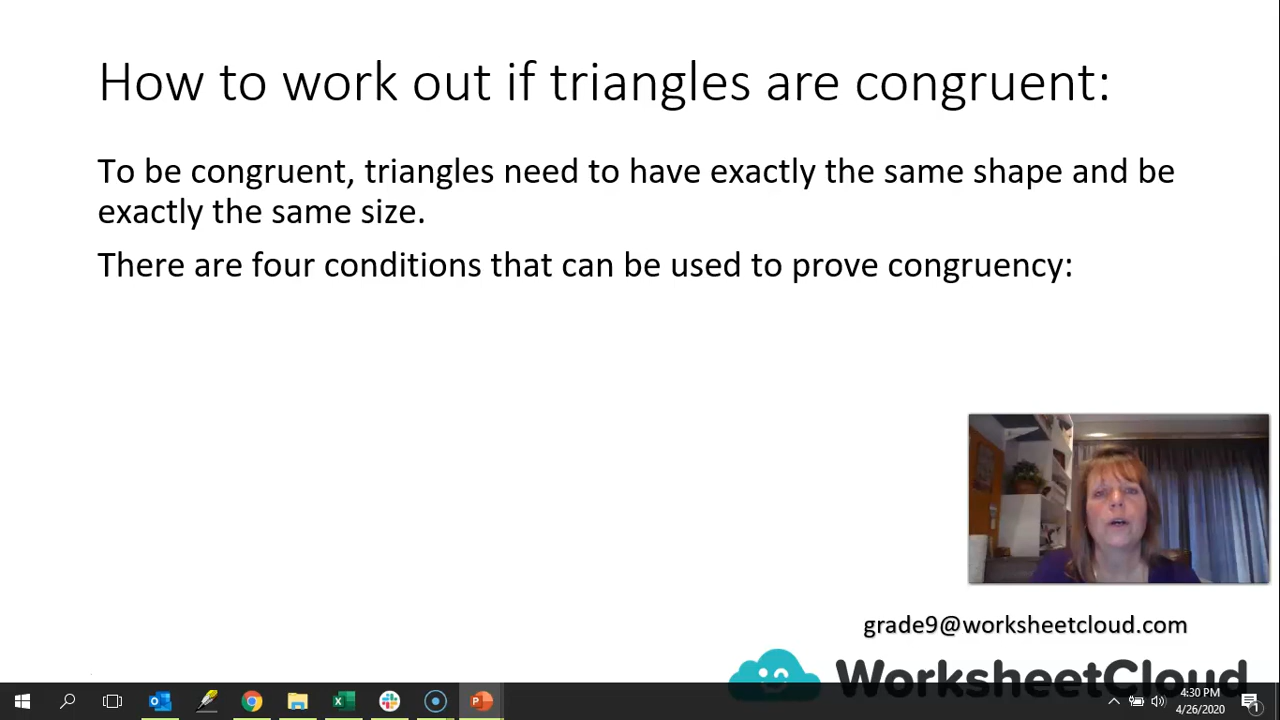 How to work out if triangles are congruent:
To be congruent, triangles need to have exactly the same shape and be
exactly the same size.
There are four conditions that can be used to prove congruency:
grade9@worksheetcloud.com
WorksheetCloud
4:30 PM
4/26/2020
1